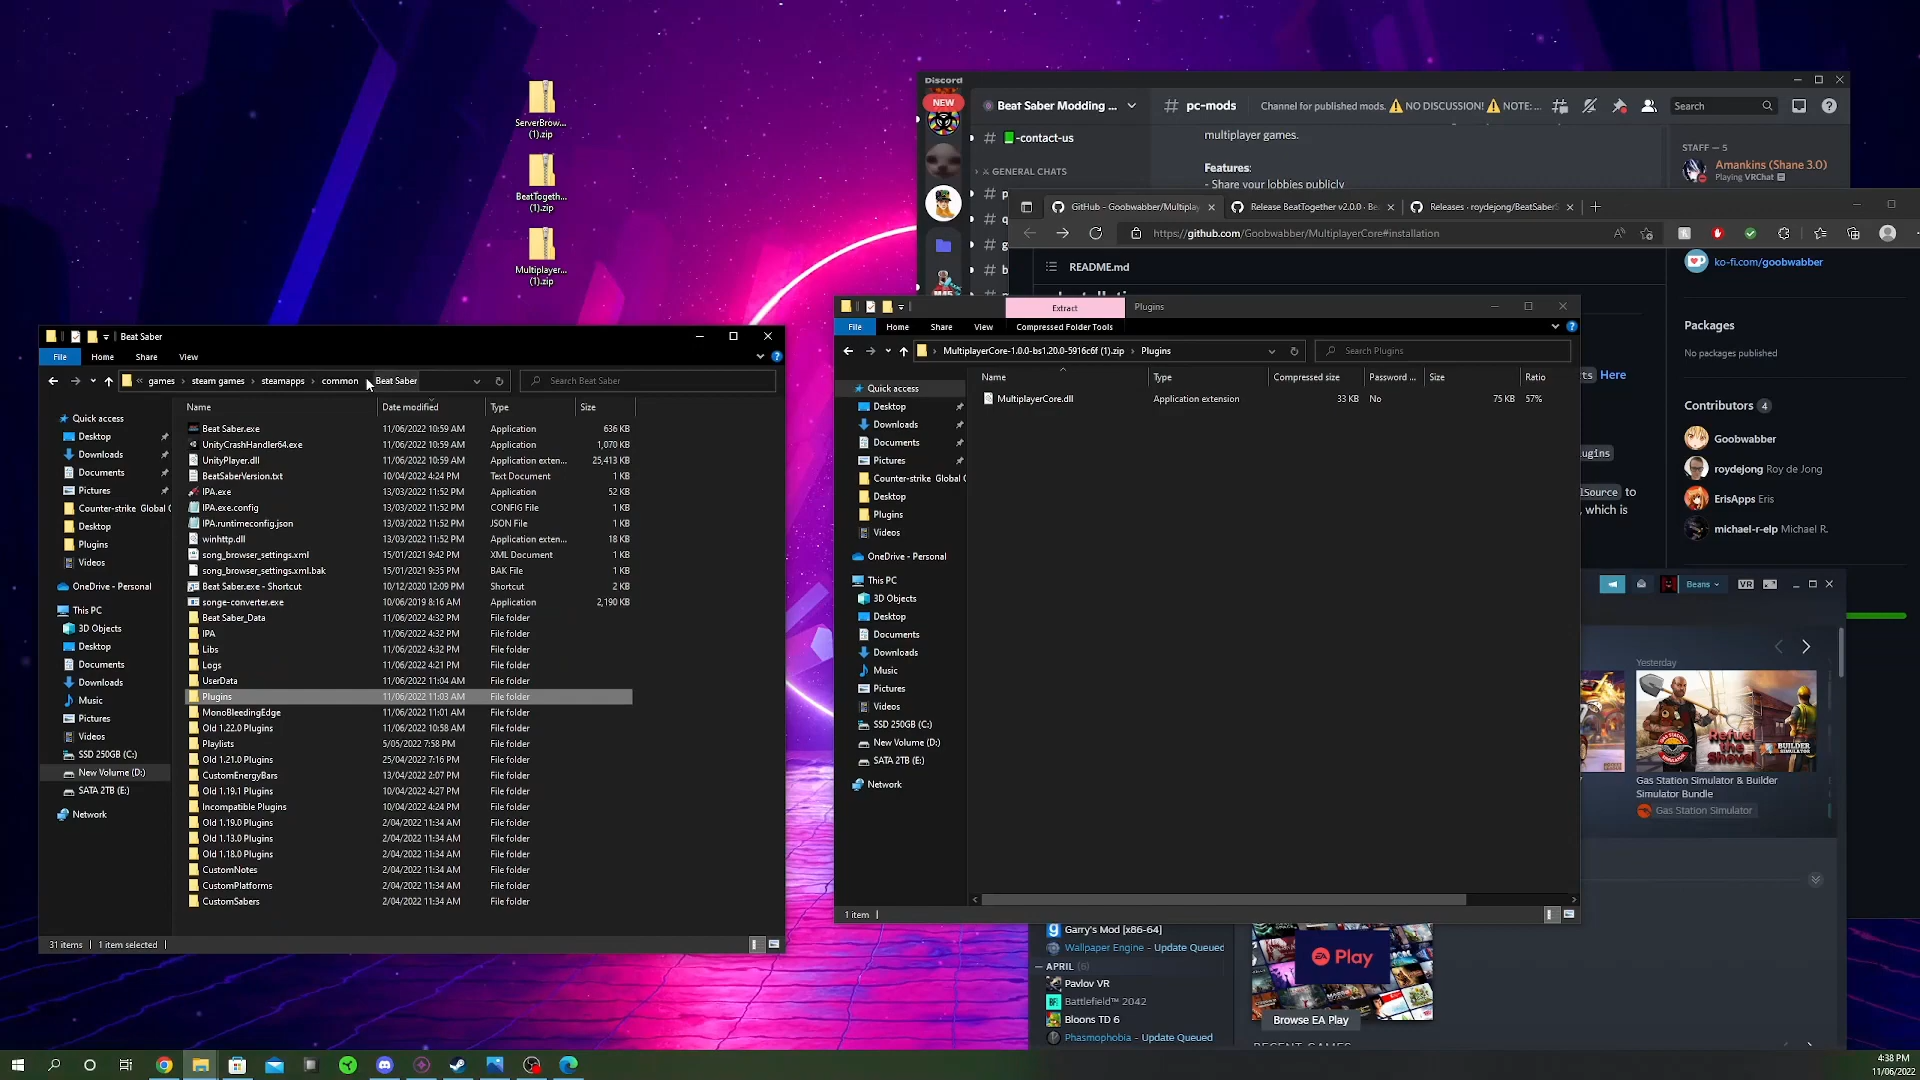 ServerBrow...
(1).zip
BeatTogeth...
(1).zip
Multiplayer...
(1).zip
Discord
NEW
Beat Saber Modding ...
pc-mods
Channel for published mods. ⚠ NO DISCUSSION! ⚠ NOTE: ...
Search
-contact-us
GENERAL CHATS
multiplayer games.
Features:
- Share your lobbies publicly
STAFF — 5
Amankins (Shane 3.0)
Playing VRChat
GitHub - Goobwabber/Multiplay
Release BeatTogether v2.0.0 · Be
Releases · roydejong/BeatSaberS
https://github.com/Goobwabber/MultiplayerCore#installation
README.md
ko-fi.com/goobwabber
Packages
No packages published
Here
Contributors 4
Goobwabber
roydejong Roy de Jong
ErisApps Eris
michael-r-elp Michael R.
ugins
lSource to
, which is
Beat Saber
File Home Share View
games › steam games › steamapps › common › Beat Saber
Search Beat Saber
Quick access
Desktop
Downloads
Documents
Pictures
Counter-strike Global C
Desktop
Plugins
Videos
OneDrive - Personal
This PC
3D Objects
Desktop
Documents
Downloads
Music
Pictures
Videos
SSD 250GB (C:)
New Volume (D:)
SATA 2TB (E:)
Network
Name Date modified Type Size
Beat Saber.exe 11/06/2022 10:59 AM Application 636 KB
UnityCrashHandler64.exe 11/06/2022 10:59 AM Application 1,070 KB
UnityPlayer.dll 11/06/2022 10:59 AM Application exten... 25,413 KB
BeatSaberVersion.txt 10/04/2022 4:24 PM Text Document 1 KB
IPA.exe 13/03/2022 11:52 PM Application 52 KB
IPA.exe.config 13/03/2022 11:52 PM CONFIG File 1 KB
IPA.runtimeconfig.json 13/03/2022 11:52 PM JSON File 1 KB
winhttp.dll 13/03/2022 11:52 PM Application exten... 18 KB
song_browser_settings.xml 15/01/2021 9:42 PM XML Document 1 KB
song_browser_settings.xml.bak 15/01/2021 9:35 PM BAK File 1 KB
Beat Saber.exe - Shortcut 10/12/2020 12:09 PM Shortcut 2 KB
songe-converter.exe 10/06/2019 8:16 AM Application 2,190 KB
Beat Saber_Data 11/06/2022 4:32 PM File folder
IPA 11/06/2022 4:32 PM File folder
Libs 11/06/2022 4:32 PM File folder
Logs 11/06/2022 4:21 PM File folder
UserData 11/06/2022 11:04 AM File folder
Plugins 11/06/2022 11:03 AM File folder
MonoBleedingEdge 11/06/2022 11:01 AM File folder
Old 1.22.0 Plugins 11/06/2022 10:58 AM File folder
Playlists 5/05/2022 7:58 PM File folder
Old 1.21.0 Plugins 25/04/2022 7:16 PM File folder
CustomEnergyBars 13/04/2022 2:07 PM File folder
Old 1.19.1 Plugins 10/04/2022 4:27 PM File folder
Incompatible Plugins 10/04/2022 4:24 PM File folder
Old 1.19.0 Plugins 2/04/2022 11:34 AM File folder
Old 1.13.0 Plugins 2/04/2022 11:34 AM File folder
Old 1.18.0 Plugins 2/04/2022 11:34 AM File folder
CustomNotes 2/04/2022 11:34 AM File folder
CustomPlatforms 2/04/2022 11:34 AM File folder
CustomSabers 2/04/2022 11:34 AM File folder
31 items 1 item selected
Extract Plugins
File Home Share View Compressed Folder Tools
MultiplayerCore-1.0.0-bs1.20.0-5916c6f (1).zip › Plugins
Search Plugins
Quick access
Desktop
Downloads
Documents
Pictures
Counter-strike Global C
Desktop
Plugins
Videos
OneDrive - Personal
This PC
3D Objects
Desktop
Documents
Downloads
Music
Pictures
Videos
SSD 250GB (C:)
New Volume (D:)
SATA 2TB (E:)
Network
Name Type Compressed size Password ... Size Ratio
MultiplayerCore.dll Application extension 33 KB No 75 KB 57%
1 item
Beans
VR
Yesterday
Refuel the Shovel
BUILDER SIMULATOR
Gas Station Simulator & Builder
Simulator Bundle
Gas Station Simulator
Garry's Mod [x86-64]
Wallpaper Engine - Update Queued
APRIL (6)
Pavlov VR
Battlefield™ 2042
Bloons TD 6
Phasmophobia - Update Queued
EA Play
Browse EA Play
RECENT GAMES
4:38 PM
11/06/2022